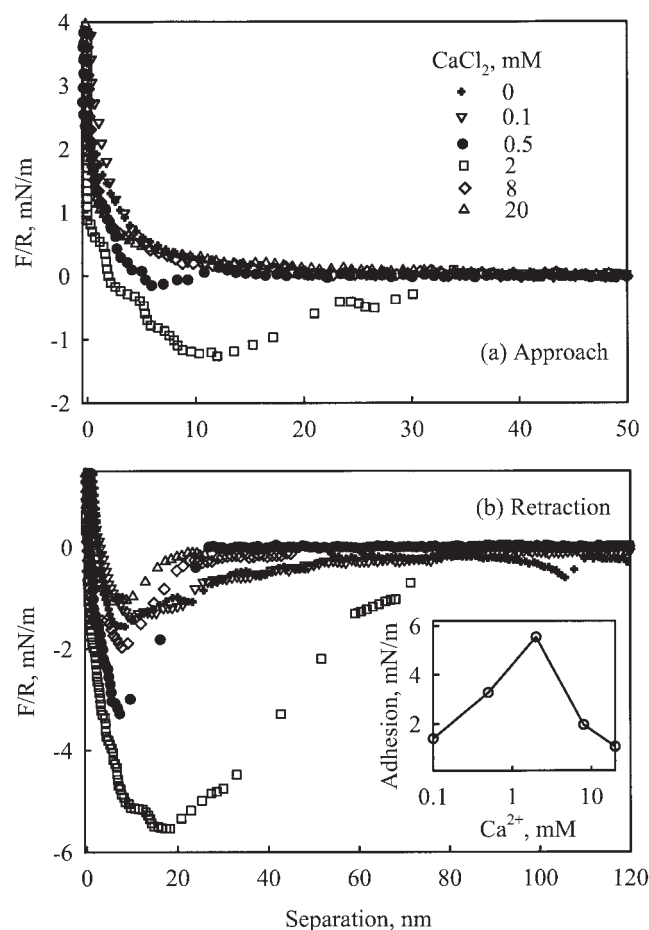 4
3
2
1
0
-1
-2
F/R, mN/m
CaCl₂, mM
0
0.1
0.5
2
8
20
(a) Approach
0 10 20 30 40 50
0
-2
-4
-6
F/R, mN/m
(b) Retraction
6
4
2
Adhesion, mN/m
0.1 1 10
Ca²⁺, mM
0 20 40 60 80 100 120
Separation, nm